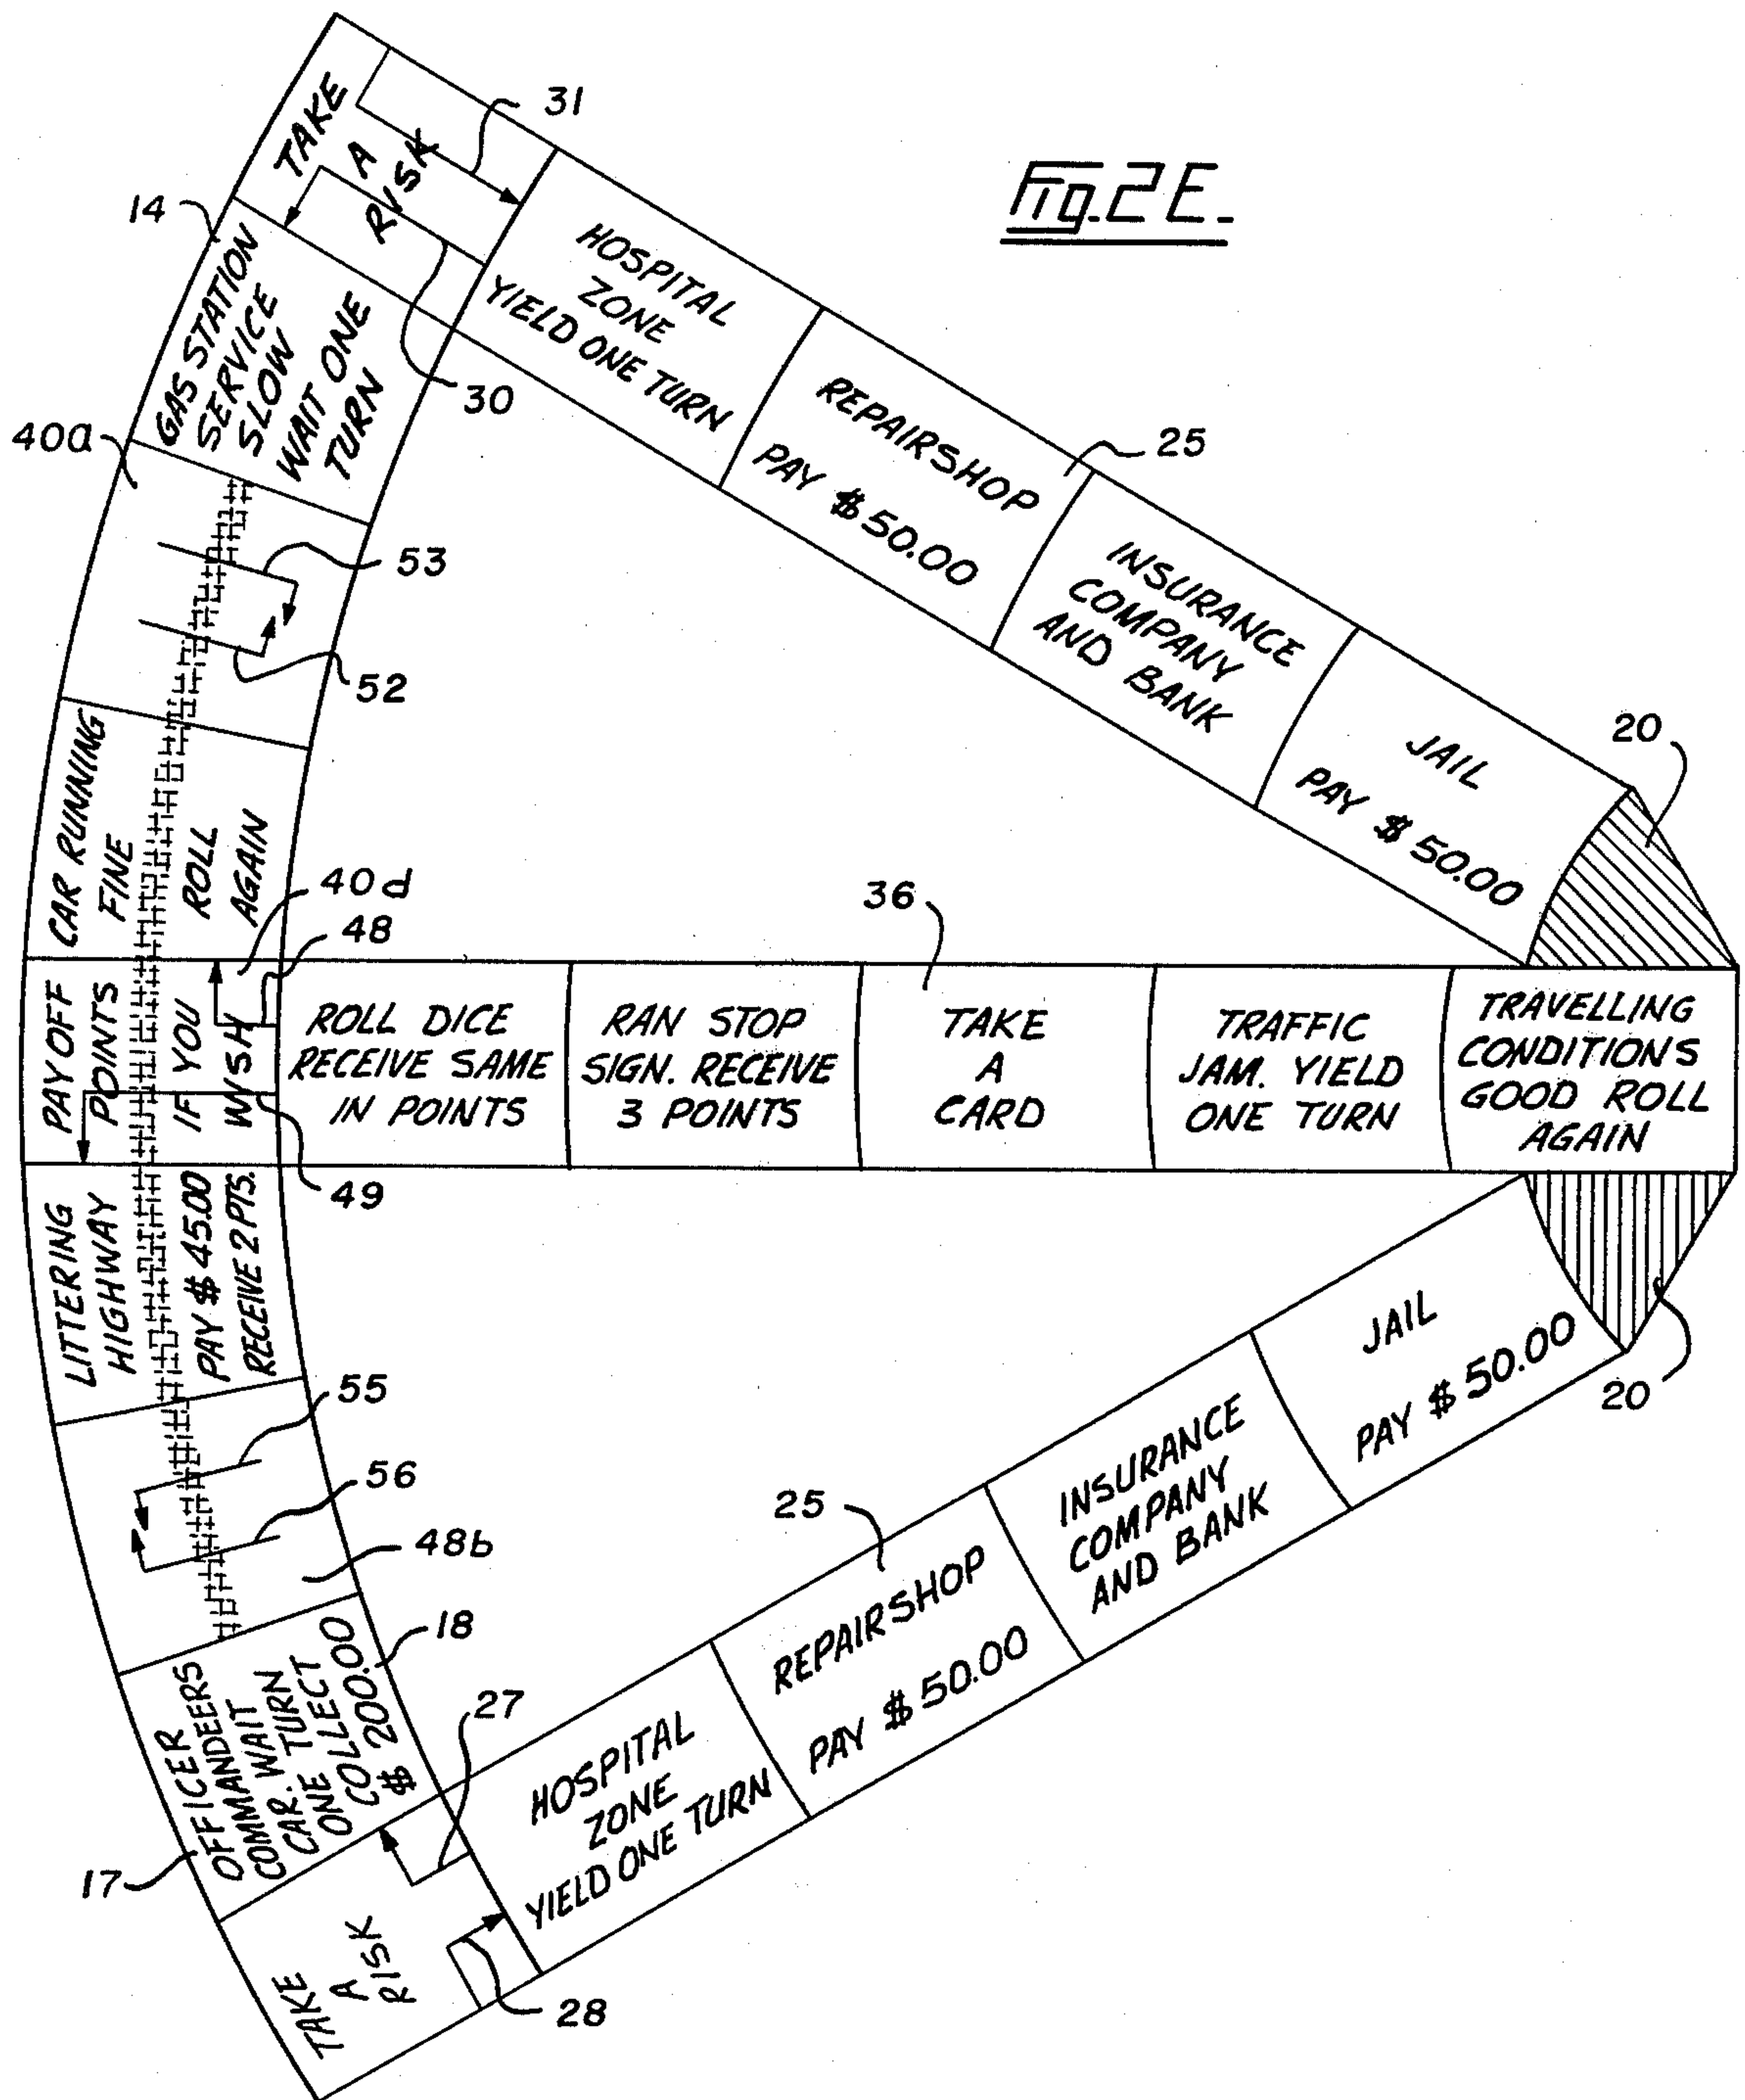 Fig. 2E.
TAKE
A
RISK
31
14
GAS STATION
SERVICE
SLOW
WAIT ONE
TURN
30
40a
53
52
CAR RUNNING
FINE
ROLL
AGAIN
40d
48
PAY OFF
POINTS
IF YOU
WISH
49
LITTERING
HIGHWAY
PAY $45.00
RECEIVE 2 PTS.
55
56
48b
OFFICER
OMMANDEERS
COMM. WAIT
CAR. TURN
ONE
COLLECT
$ 200.00
18
17
27
TAKE
A
RISK
28
HOSPITAL
ZONE
YIELD ONE TURN
REPAIRSHOP
PAY $50.00
25
INSURANCE
COMPANY
AND BANK
JAIL
PAY $50.00
20
ROLL DICE
RECEIVE SAME
IN POINTS
RAN STOP
SIGN. RECEIVE
3 POINTS
36
TAKE
A
CARD
TRAFFIC
JAM. YIELD
ONE TURN
TRAVELLING
CONDITIONS
GOOD ROLL
AGAIN
HOSPITAL
ZONE
YIELD ONE TURN
REPAIRSHOP
PAY $50.00
25
INSURANCE
COMPANY
AND BANK
JAIL
PAY $50.00
20